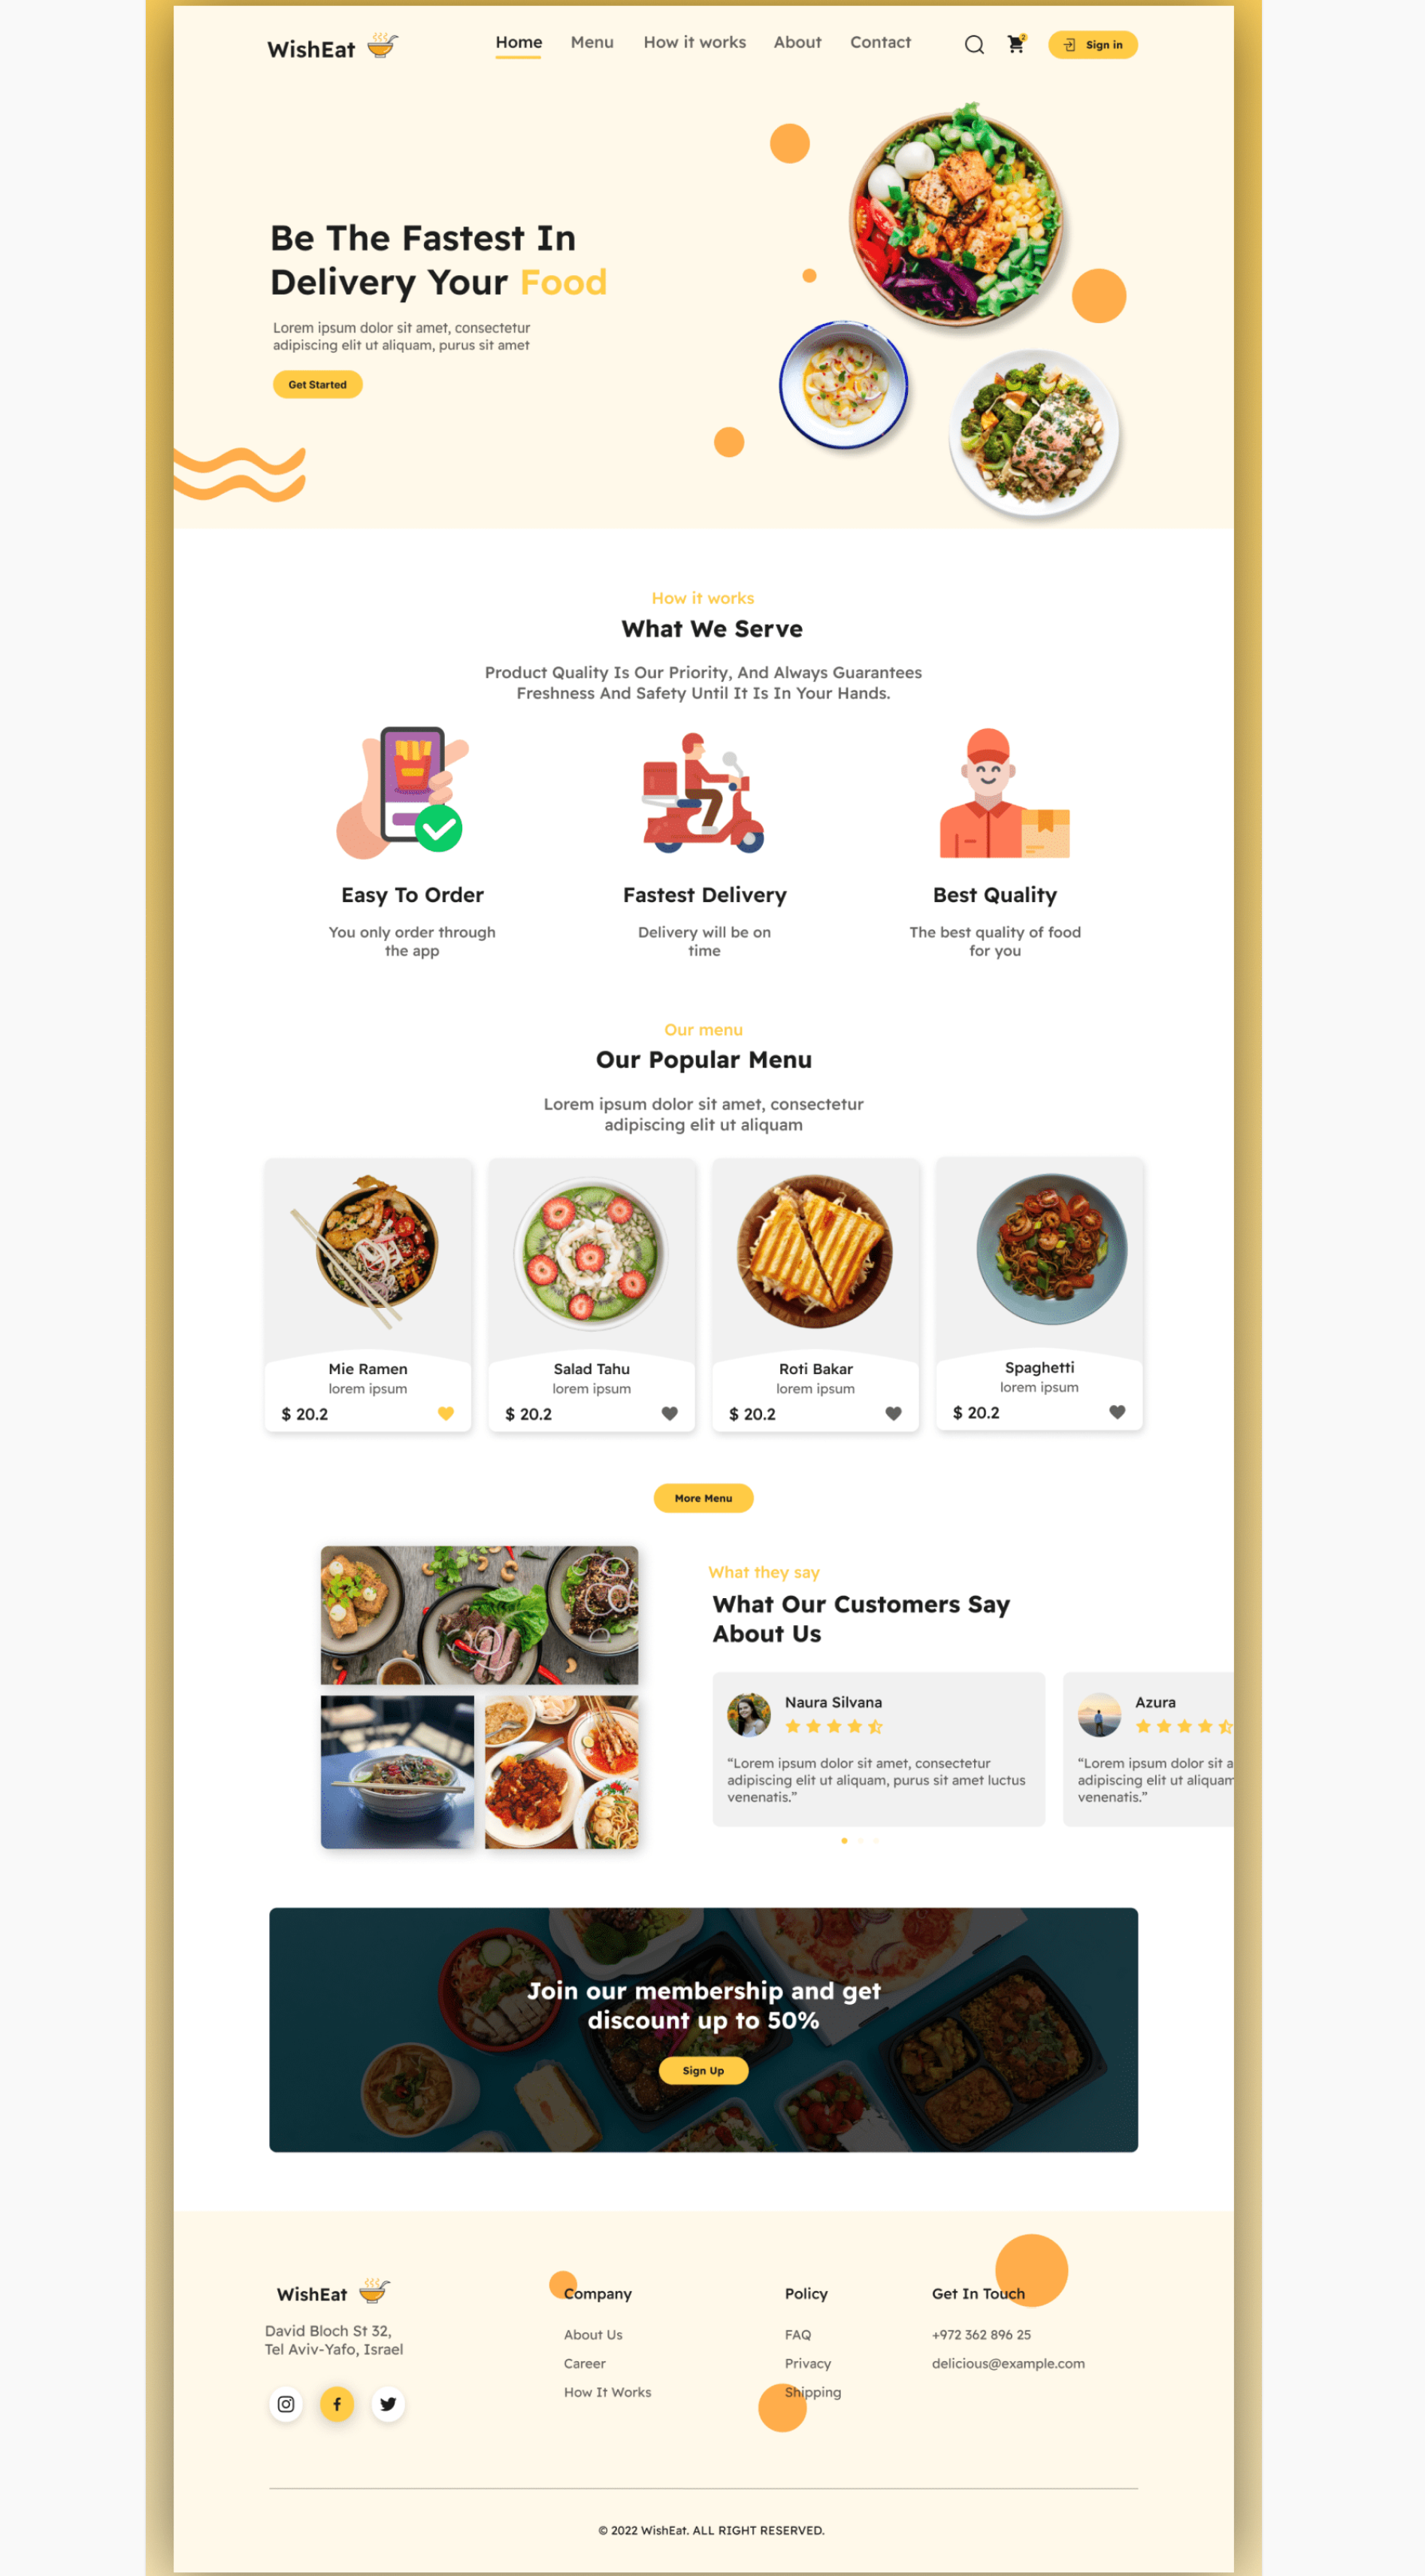 WishEat
Home Menu How it works About Contact
2
Sign in
Be The Fastest In
Delivery Your Food
Lorem ipsum dolor sit amet, consectetur
adipiscing elit ut aliquam, purus sit amet
Get Started
How it works
What We Serve
Product Quality Is Our Priority, And Always Guarantees
Freshness And Safety Until It Is In Your Hands.
Easy To Order
You only order through
the app
Fastest Delivery
Delivery will be on
time
Best Quality
The best quality of food
for you
Our menu
Our Popular Menu
Lorem ipsum dolor sit amet, consectetur
adipiscing elit ut aliquam
Mie Ramen
lorem ipsum
$ 20.2
Salad Tahu
lorem ipsum
$ 20.2
Roti Bakar
lorem ipsum
$ 20.2
Spaghetti
lorem ipsum
$ 20.2
More Menu
What they say
What Our Customers Say
About Us
Naura Silvana
“Lorem ipsum dolor sit amet, consectetur
adipiscing elit ut aliquam, purus sit amet luctus
venenatis.”
Azura
“Lorem ipsum dolor sit a
adipiscing elit ut aliquam
venenatis.”
Join our membership and get
discount up to 50%
Sign Up
WishEat
David Bloch St 32,
Tel Aviv-Yafo, Israel
Company
About Us
Career
How It Works
Policy
FAQ
Privacy
Shipping
Get In Touch
+972 362 896 25
delicious@example.com
© 2022 WishEat. ALL RIGHT RESERVED.